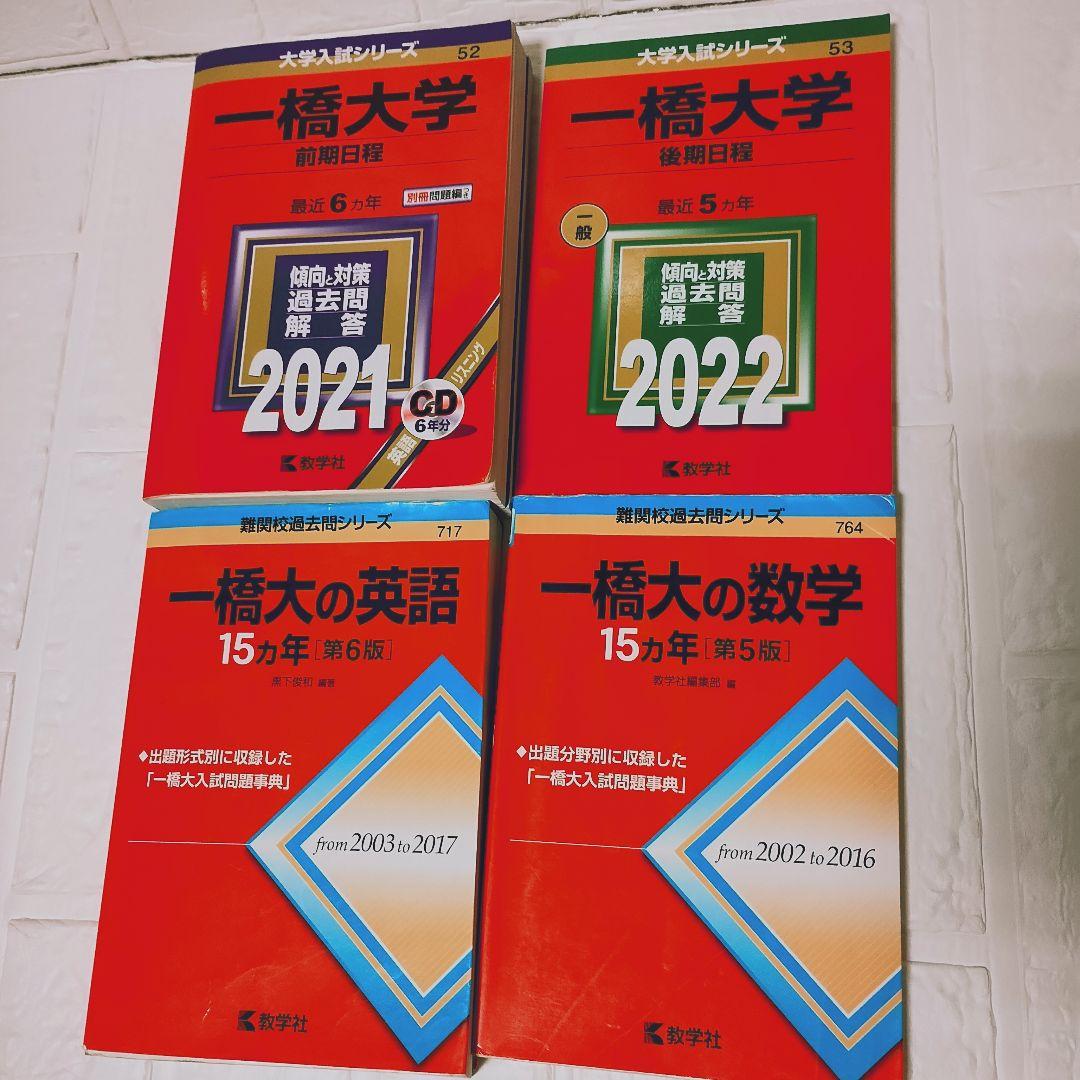 大学入試シリーズ
52
一橋大学
前期日程
最近6カ年
別冊問題編つき
傾向と対策
過去問
解答
2021
CD
6年分
英語リスニング
教学社
大学入試シリーズ
53
一橋大学
後期日程
最近5カ年
一般
傾向と対策
過去問
解答
2022
教学社
難関校過去問シリーズ
717
一橋大の英語
15カ年[第6版]
黒下俊和 編著
◆出題形式別に収録した
「一橋大入試問題事典」
from 2003 to 2017
教学社
難関校過去問シリーズ
764
一橋大の数学
15カ年[第5版]
教学社編集部 編
◆出題分野別に収録した
「一橋大入試問題事典」
from 2002 to 2016
教学社